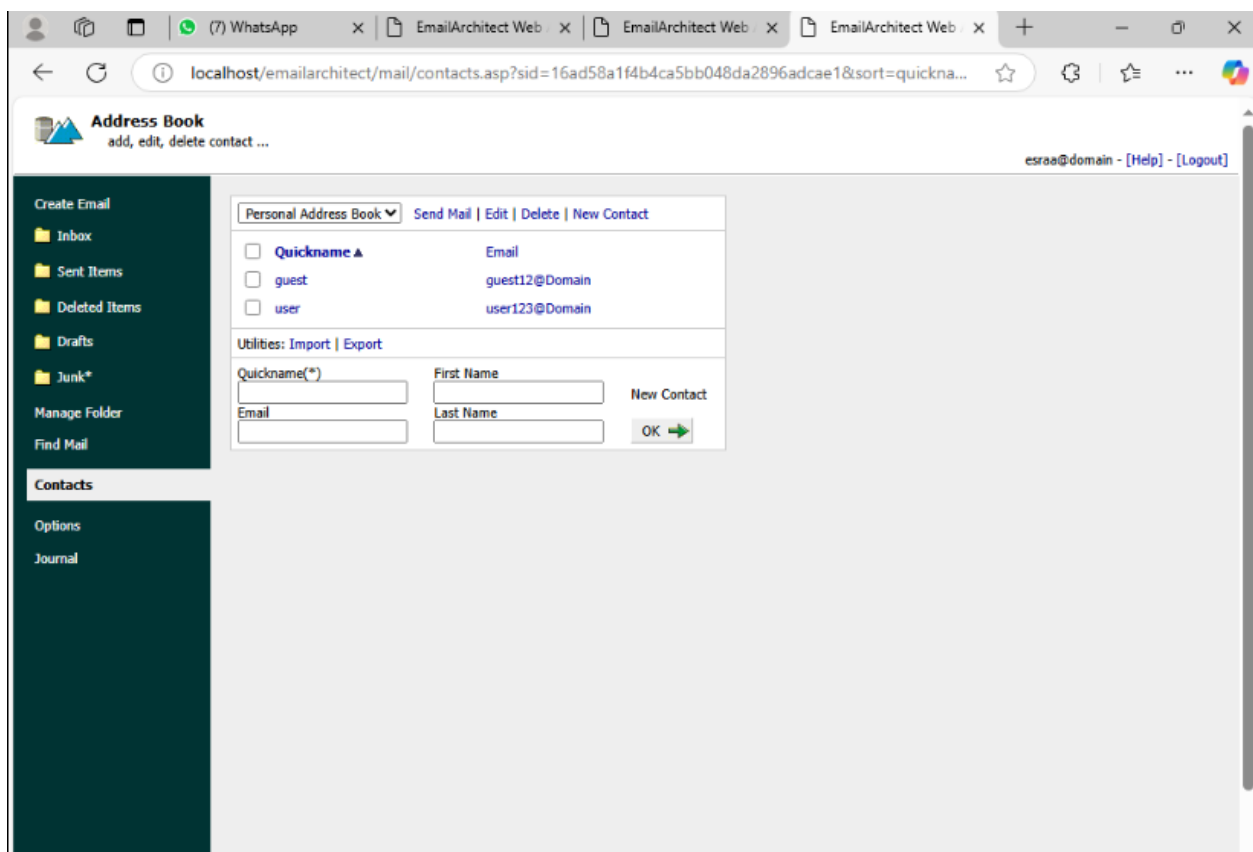 (7) WhatsApp EmailArchitect Web EmailArchitect Web EmailArchitect Web
localhost/emailarchitect/mail/contacts.asp?sid=16ad58a1f4b4ca5bb048da2896adcae1&sort=quickna...
Address Book
add, edit, delete contact ...
esraa@domain - [Help] - [Logout]
Create Email
Inbox
Sent Items
Deleted Items
Drafts
Junk*
Manage Folder
Find Mail
Contacts
Options
Journal
Personal Address Book Send Mail | Edit | Delete | New Contact
Quickname ▲ Email
guest guest12@Domain
user user123@Domain
Utilities: Import | Export
Quickname(*) First Name
New Contact
Email Last Name
OK